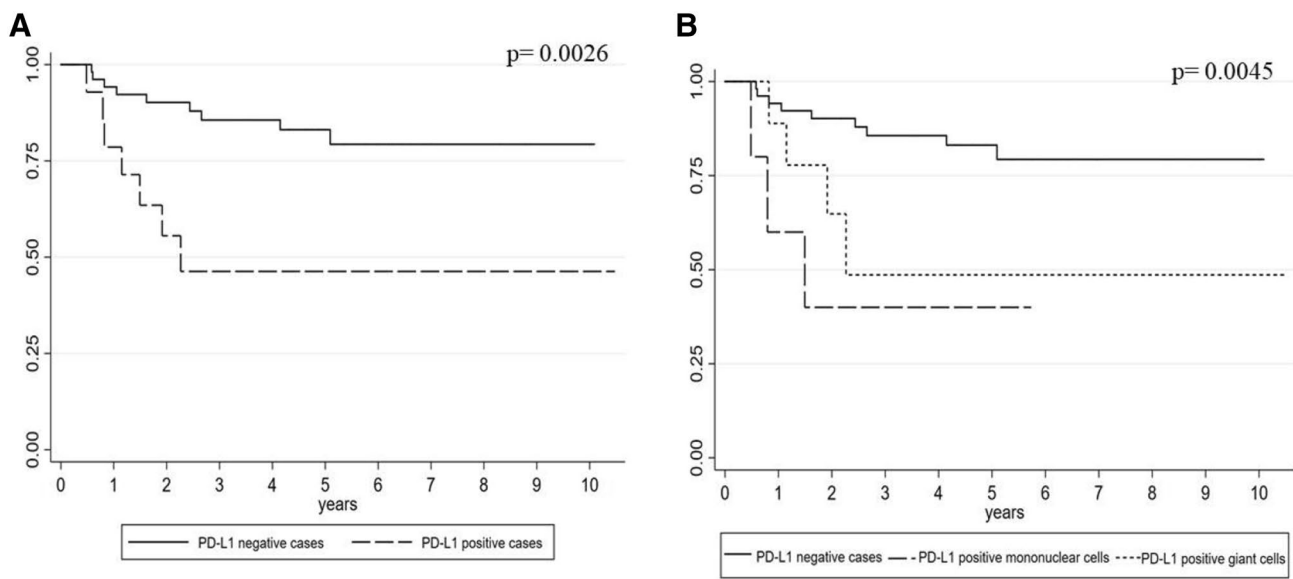 A
p= 0.0026
1.00
0.75
0.50
0.25
0.00
0 1 2 3 4 5 6 7 8 9 10
years
PD-L1 negative cases PD-L1 positive cases
B
p= 0.0045
1.00
0.75
0.50
0.25
0.00
0 1 2 3 4 5 6 7 8 9 10
years
PD-L1 negative cases PD-L1 positive mononuclear cells PD-L1 positive giant cells